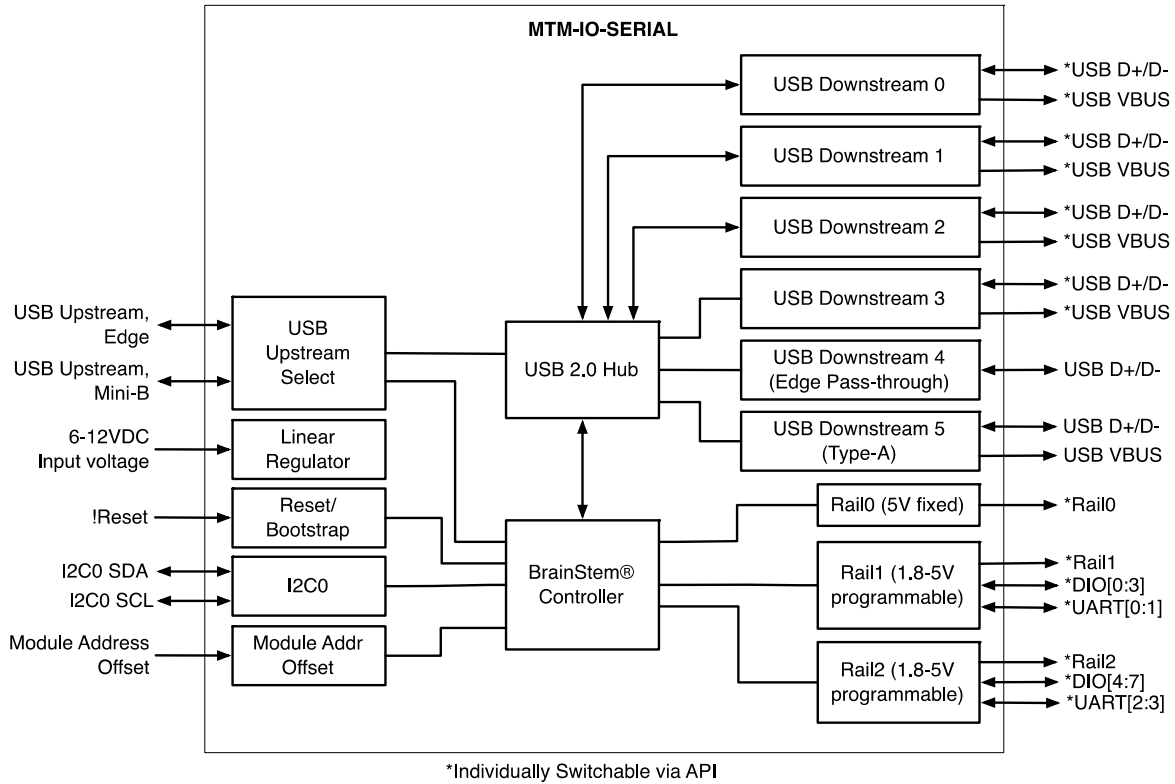 MTM-IO-SERIAL
USB Upstream,
Edge
USB Upstream,
Mini-B
6-12VDC
Input voltage
!Reset
I2C0 SDA
I2C0 SCL
Module Address
Offset
USB
Upstream
Select
Linear
Regulator
Reset/
Bootstrap
I2C0
Module Addr
Offset
USB 2.0 Hub
BrainStem®
Controller
USB Downstream 0
*USB D+/D-
*USB VBUS
USB Downstream 1
*USB D+/D-
*USB VBUS
USB Downstream 2
*USB D+/D-
*USB VBUS
USB Downstream 3
*USB D+/D-
*USB VBUS
USB Downstream 4
(Edge Pass-through)
USB D+/D-
USB Downstream 5
(Type-A)
USB D+/D-
USB VBUS
Rail0 (5V fixed)
*Rail0
Rail1 (1.8-5V
programmable)
*Rail1
*DIO[0:3]
*UART[0:1]
Rail2 (1.8-5V
programmable)
*Rail2
*DIO[4:7]
*UART[2:3]
*Individually Switchable via API